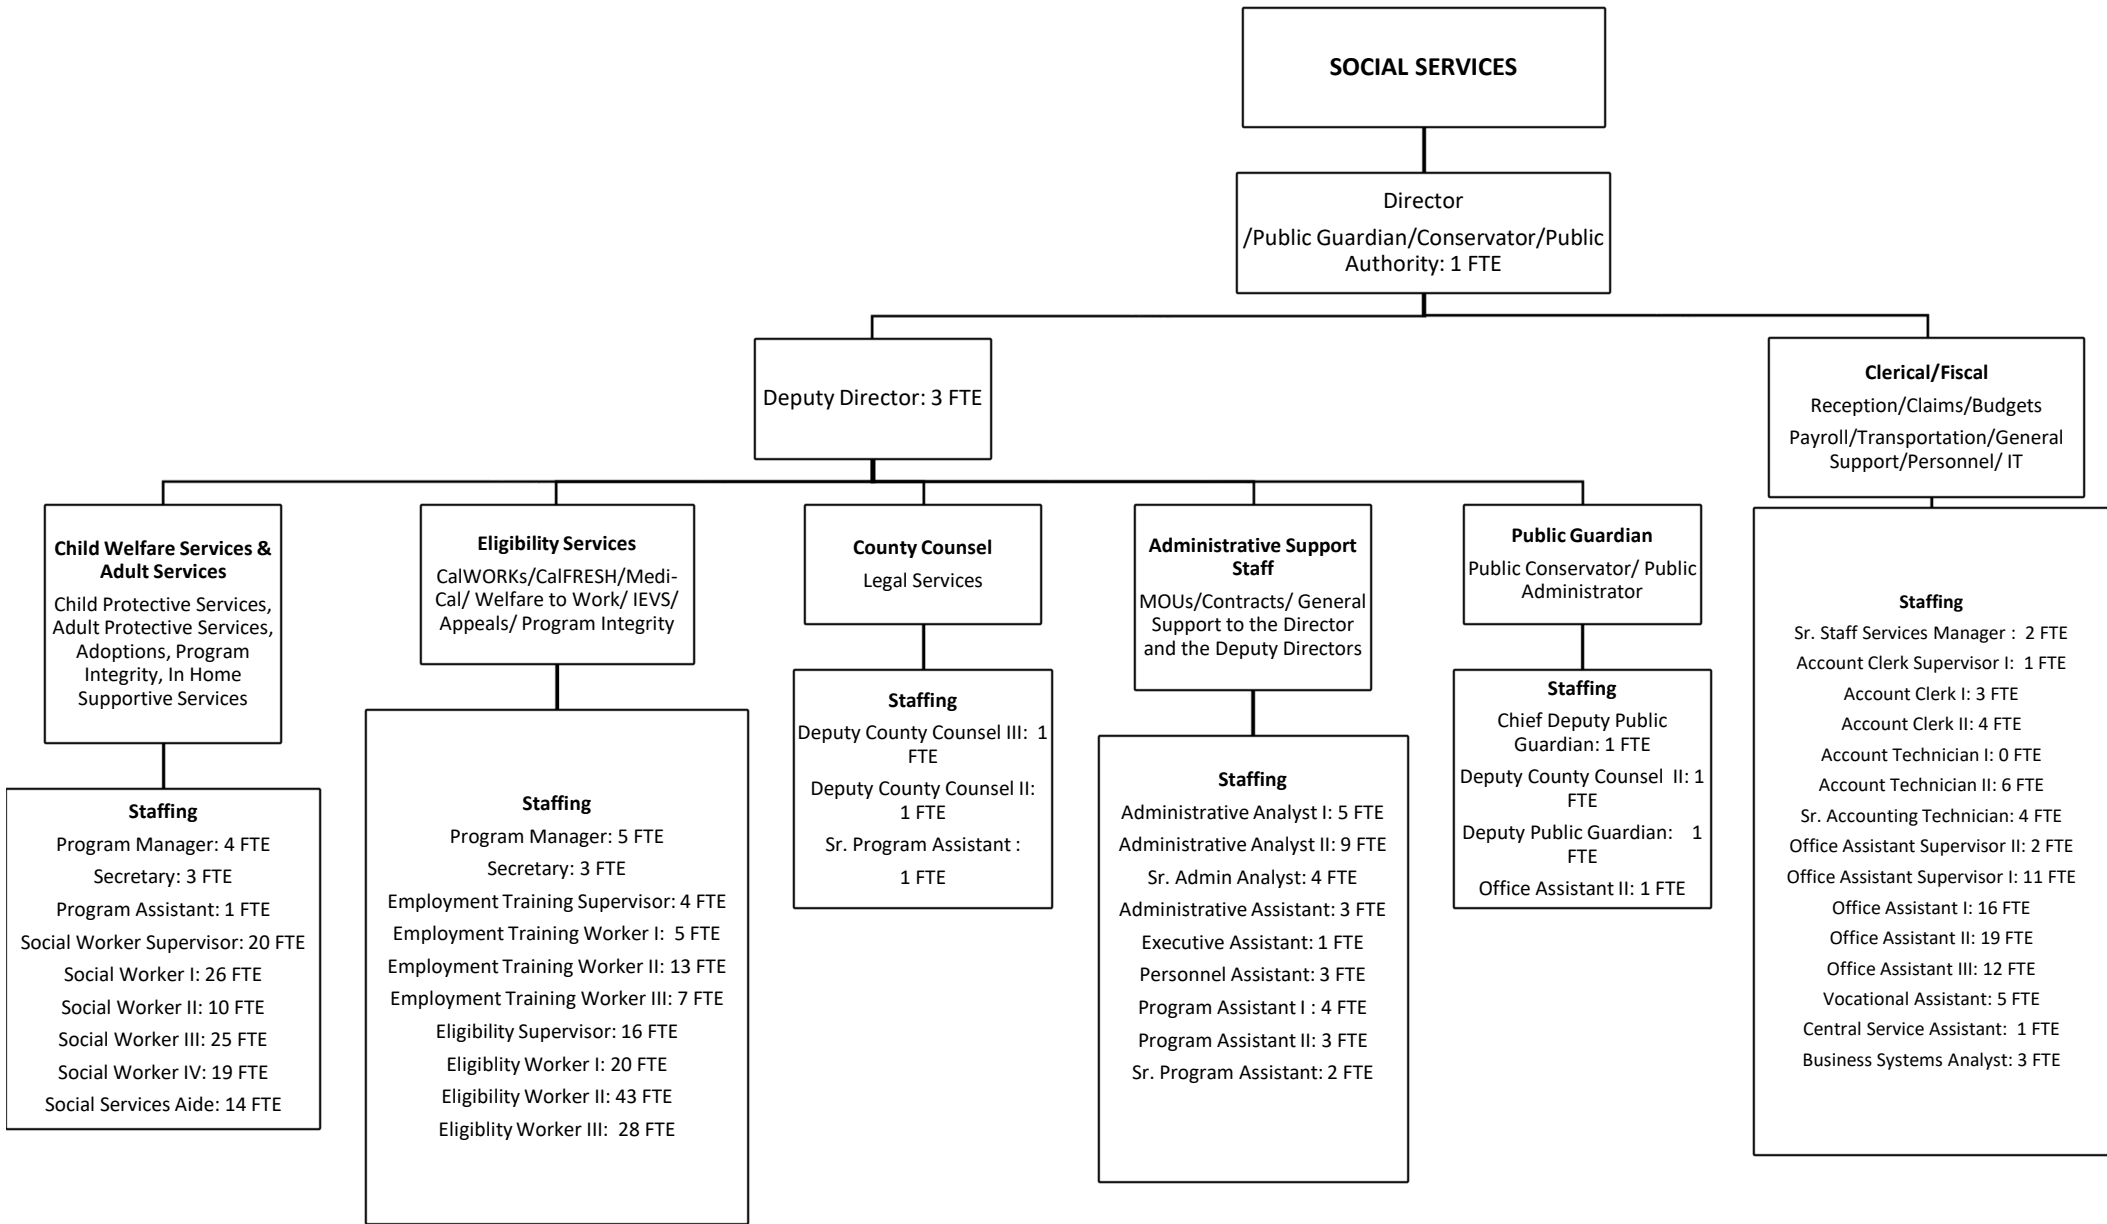 SOCIAL SERVICES
Director
/Public Guardian/Conservator/Public
Authority: 1 FTE
Deputy Director: 3 FTE
Clerical/Fiscal
Reception/Claims/Budgets
Payroll/Transportation/General
Support/Personnel/ IT
Child Welfare Services &
Adult Services
Child Protective Services,
Adult Protective Services,
Adoptions, Program
Integrity, In Home
Supportive Services
Eligibility Services
CalWORKs/CalFRESH/Medi-
Cal/ Welfare to Work/ IEVS/
Appeals/ Program Integrity
County Counsel
Legal Services
Administrative Support
Staff
MOUs/Contracts/ General
Support to the Director
and the Deputy Directors
Public Guardian
Public Conservator/ Public
Administrator
Staffing
Program Manager: 4 FTE
Secretary: 3 FTE
Program Assistant: 1 FTE
Social Worker Supervisor: 20 FTE
Social Worker I: 26 FTE
Social Worker II: 10 FTE
Social Worker III: 25 FTE
Social Worker IV: 19 FTE
Social Services Aide: 14 FTE
Staffing
Program Manager: 5 FTE
Secretary: 3 FTE
Employment Training Supervisor: 4 FTE
Employment Training Worker I:  5 FTE
Employment Training Worker II: 13 FTE
Employment Training Worker III: 7 FTE
Eligibility Supervisor: 16 FTE
Eligiblity Worker I: 20 FTE
Eligibility Worker II: 43 FTE
Eligiblity Worker III:  28 FTE
Staffing
Deputy County Counsel III:  1
FTE
Deputy County Counsel II:
1 FTE
Sr. Program Assistant :
1 FTE
Staffing
Administrative Analyst I: 5 FTE
Administrative Analyst II: 9 FTE
Sr. Admin Analyst: 4 FTE
Administrative Assistant: 3 FTE
Executive Assistant: 1 FTE
Personnel Assistant: 3 FTE
Program Assistant I : 4 FTE
Program Assistant II: 3 FTE
Sr. Program Assistant: 2 FTE
Staffing
Chief Deputy Public
Guardian: 1 FTE
Deputy County Counsel  II: 1
FTE
Deputy Public Guardian:   1
FTE
Office Assistant II: 1 FTE
Staffing
Sr. Staff Services Manager :  2 FTE
Account Clerk Supervisor I:  1 FTE
Account Clerk I: 3 FTE
Account Clerk II: 4 FTE
Account Technician I: 0 FTE
Account Technician II: 6 FTE
Sr. Accounting Technician: 4 FTE
Office Assistant Supervisor II: 2 FTE
Office Assistant Supervisor I: 11 FTE
Office Assistant I: 16 FTE
Office Assistant II: 19 FTE
Office Assistant III: 12 FTE
Vocational Assistant: 5 FTE
Central Service Assistant:  1 FTE
Business Systems Analyst: 3 FTE